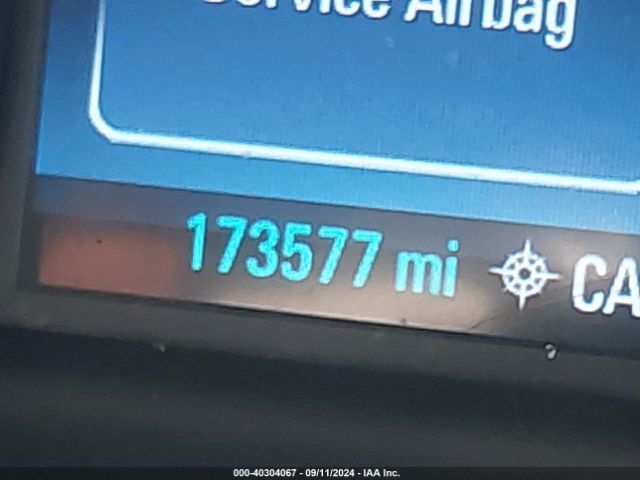 Service Airbag
173577 mi CA
000-40304067 - 09/11/2024 - IAA Inc.